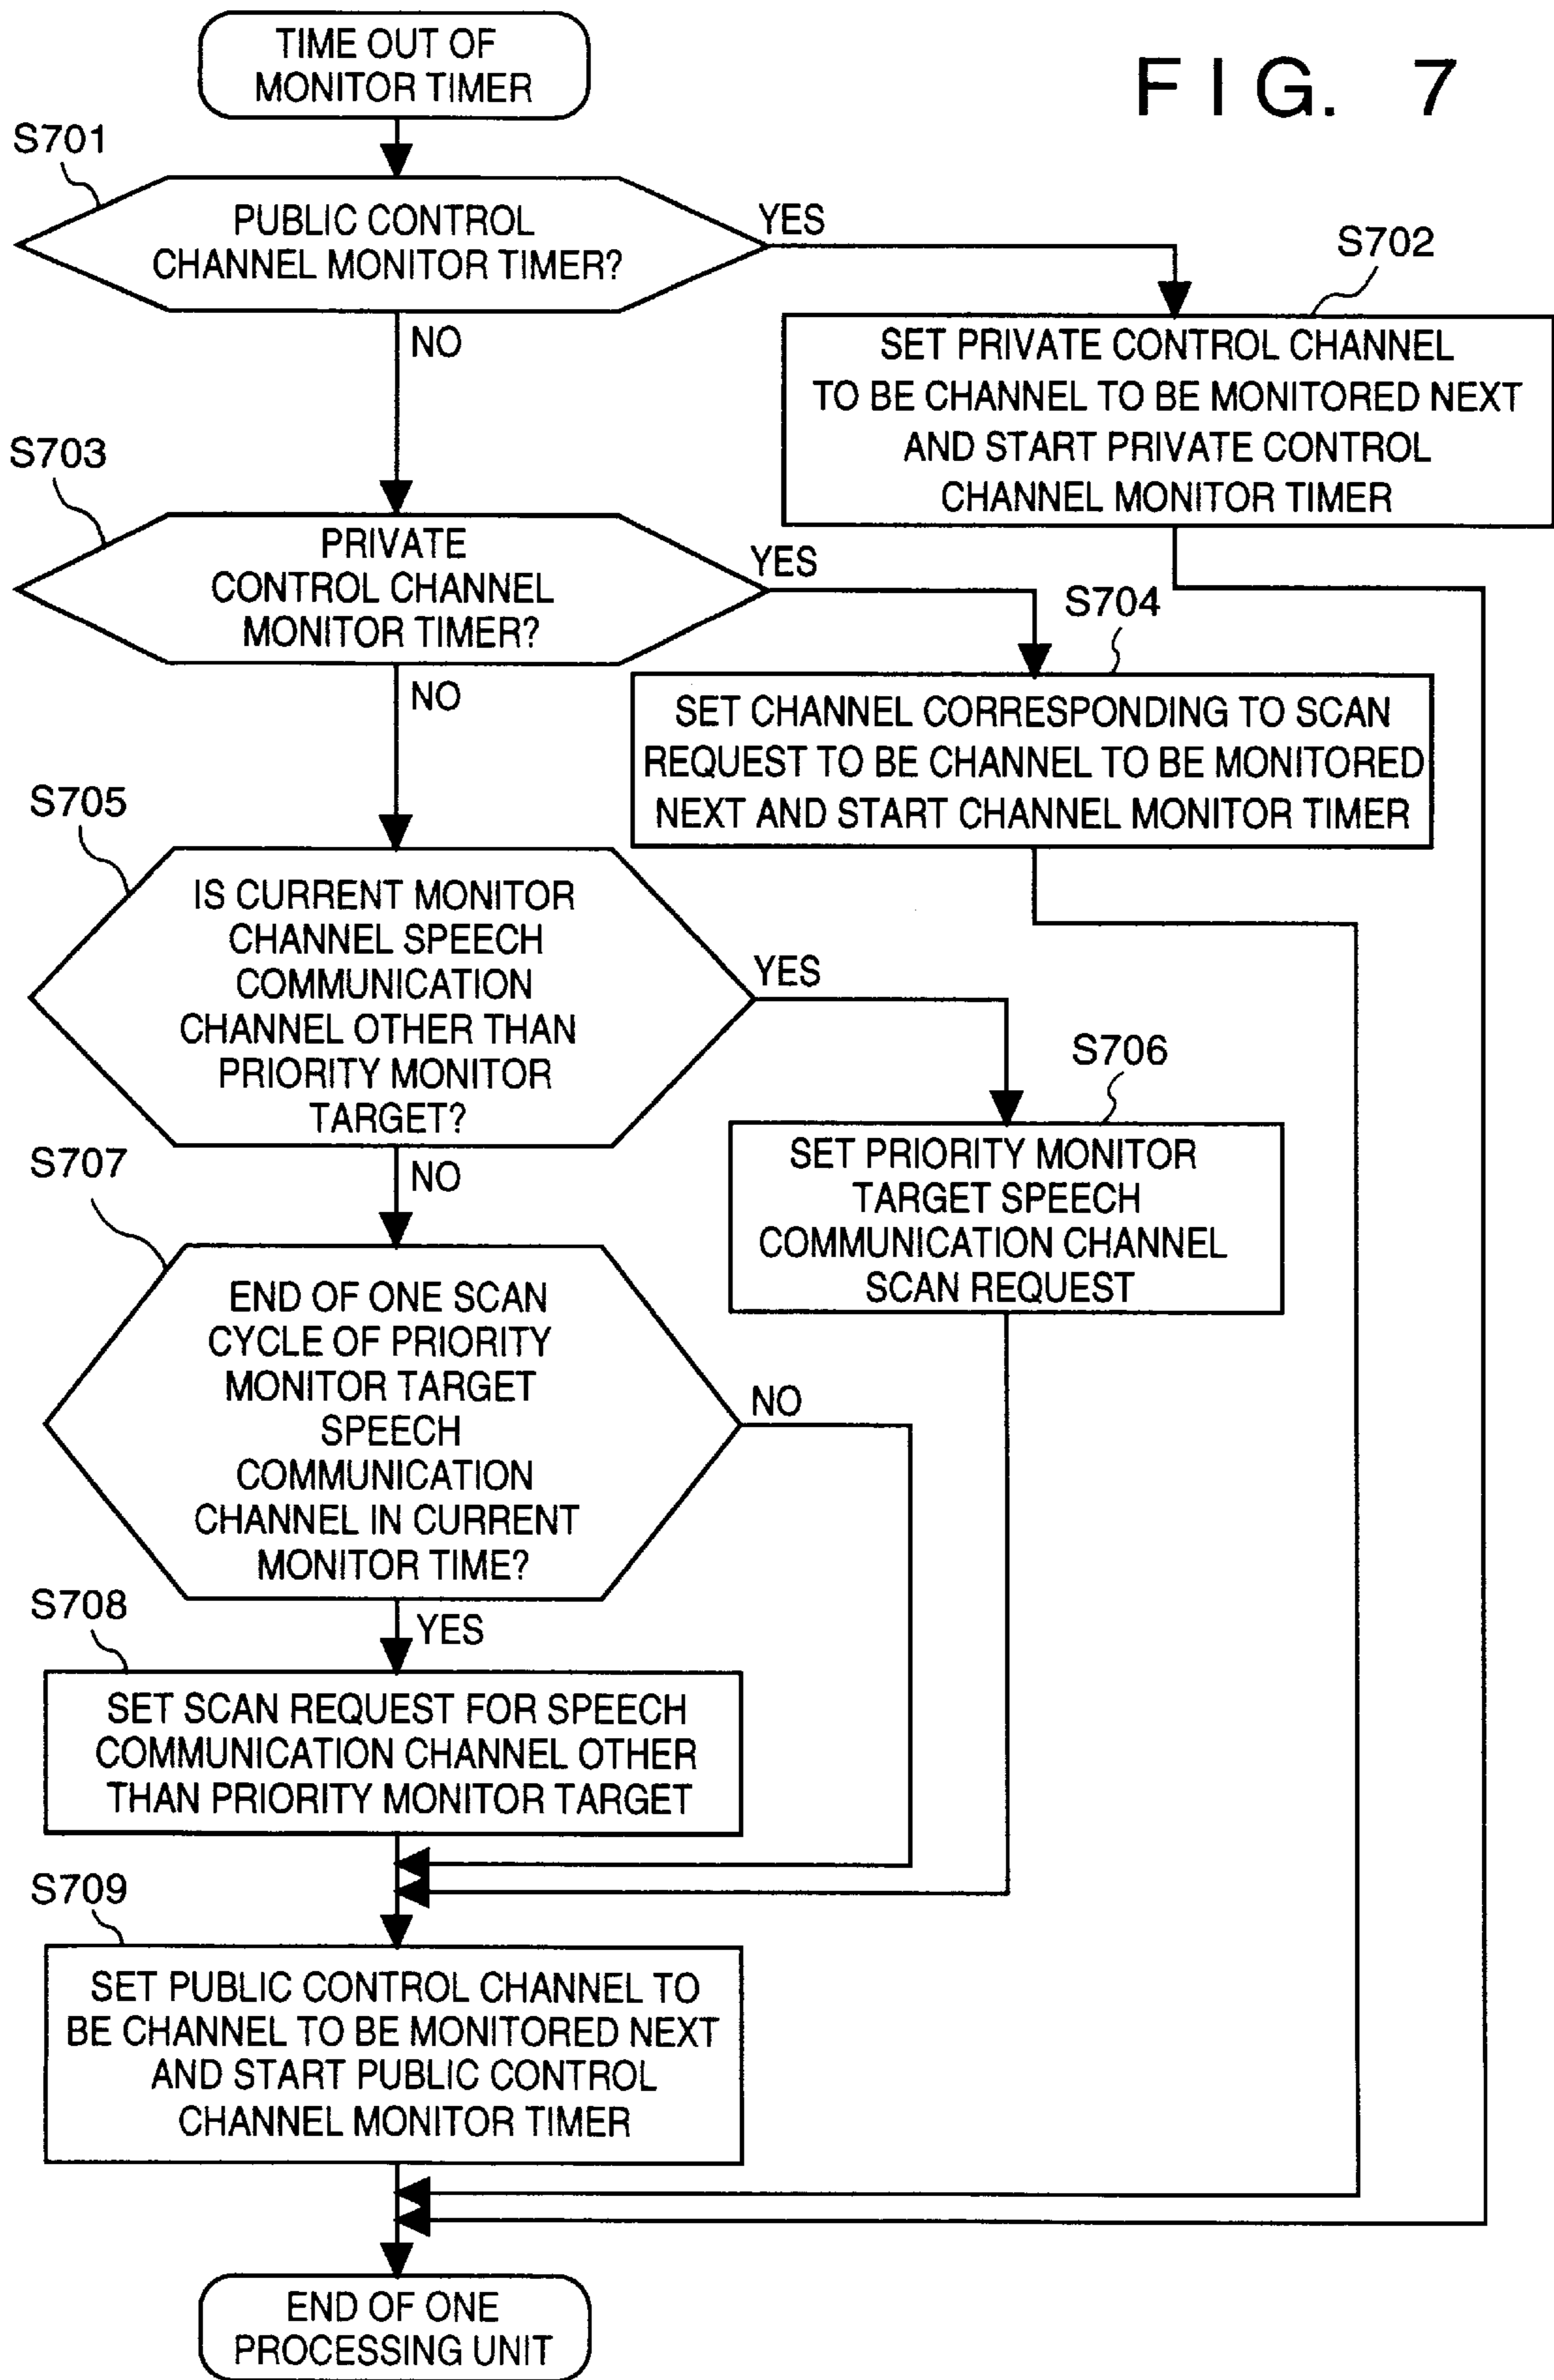 TIME OUT OF
MONITOR TIMER
FIG. 7
S701
PUBLIC CONTROL
CHANNEL MONITOR TIMER?
YES
NO
S702
SET PRIVATE CONTROL CHANNEL
TO BE CHANNEL TO BE MONITORED NEXT
AND START PRIVATE CONTROL
CHANNEL MONITOR TIMER
S703
PRIVATE
CONTROL CHANNEL
MONITOR TIMER?
YES
NO
S704
SET CHANNEL CORRESPONDING TO SCAN
REQUEST TO BE CHANNEL TO BE MONITORED
NEXT AND START CHANNEL MONITOR TIMER
S705
IS CURRENT MONITOR
CHANNEL SPEECH
COMMUNICATION
CHANNEL OTHER THAN
PRIORITY MONITOR
TARGET?
YES
NO
S706
SET PRIORITY MONITOR
TARGET SPEECH
COMMUNICATION CHANNEL
SCAN REQUEST
S707
END OF ONE SCAN
CYCLE OF PRIORITY
MONITOR TARGET
SPEECH
COMMUNICATION
CHANNEL IN CURRENT
MONITOR TIME?
NO
YES
S708
SET SCAN REQUEST FOR SPEECH
COMMUNICATION CHANNEL OTHER
THAN PRIORITY MONITOR TARGET
S709
SET PUBLIC CONTROL CHANNEL TO
BE CHANNEL TO BE MONITORED NEXT
AND START PUBLIC CONTROL
CHANNEL MONITOR TIMER
END OF ONE
PROCESSING UNIT